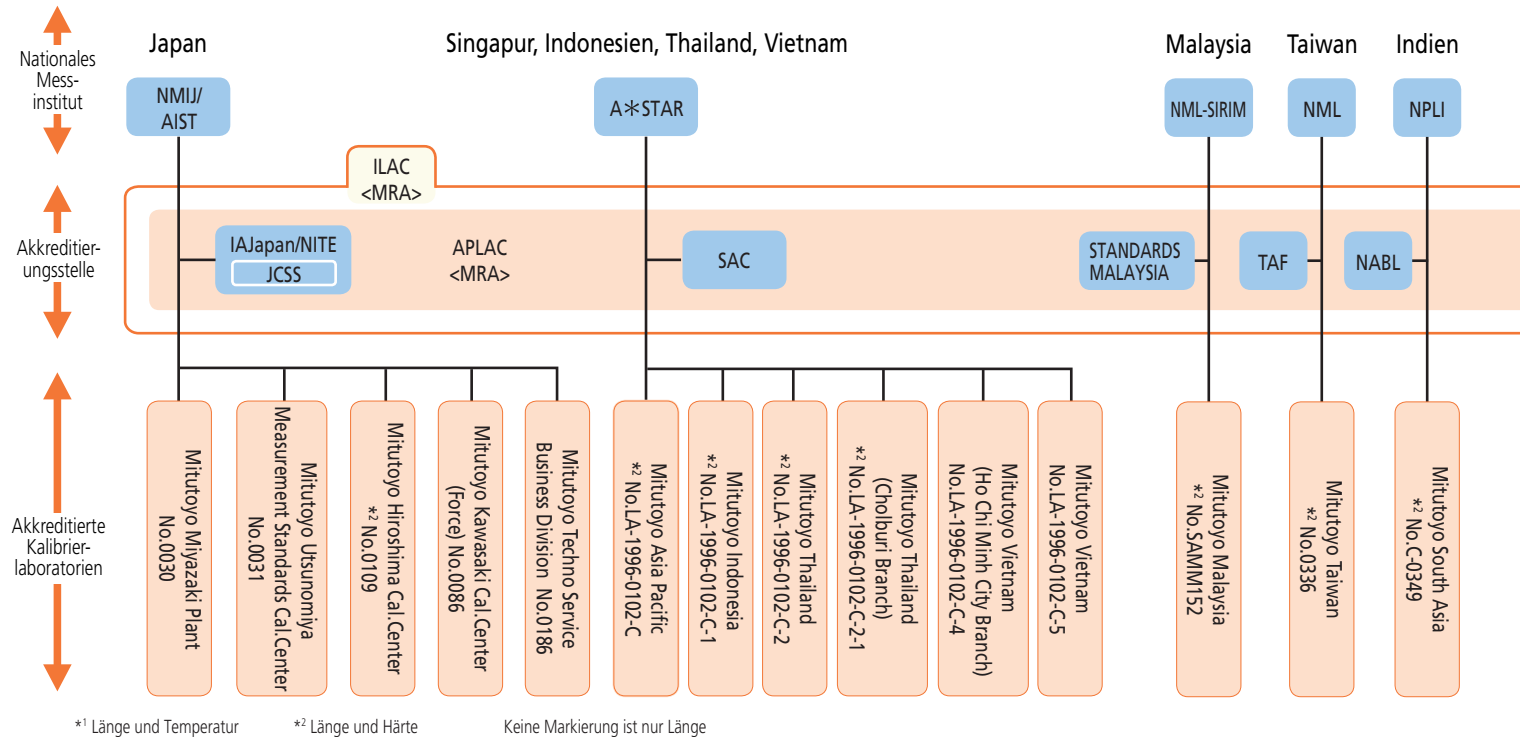 Nationales
Mess-
institut
Japan
Singapur, Indonesien, Thailand, Vietnam
Malaysia
Taiwan
Indien
NMIJ/
AIST
A＊STAR
NML-SIRIM
NML
NPLI
ILAC
<MRA>
Akkreditier-
ungsstelle
IAJapan/NITE
JCSS
APLAC
<MRA>
SAC
STANDARDS
MALAYSIA
TAF
NABL
Akkreditierte
Kalibrier-
laboratorien
Mitutoyo Miyazaki Plant
No.0030
Mitutoyo Utsunomiya
Measurement Standards Cal.Center
No.0031
Mitutoyo Hiroshima Cal.Center
*2 No.0109
Mitutoyo Kawasaki Cal.Center
(Force) No.0086
Mitutoyo Techno Service
Business Division No.0186
Mitutoyo Asia Pacific
*2 No.LA-1996-0102-C
Mitutoyo Indonesia
*2 No.LA-1996-0102-C-1
Mitutoyo Thailand
*2 No.LA-1996-0102-C-2
Mitutoyo Thailand
(Cholburi Branch)
*2 No.LA-1996-0102-C-2-1
Mitutoyo Vietnam
(Ho Chi Minh City Branch)
No.LA-1996-0102-C-4
Mitutoyo Vietnam
No.LA-1996-0102-C-5
Mitutoyo Malaysia
*2 No.SAMM152
Mitutoyo Taiwan
*2 No.0336
Mitutoyo South Asia
*2 No.C-0349
*1 Länge und Temperatur
*2 Länge und Härte
Keine Markierung ist nur Länge